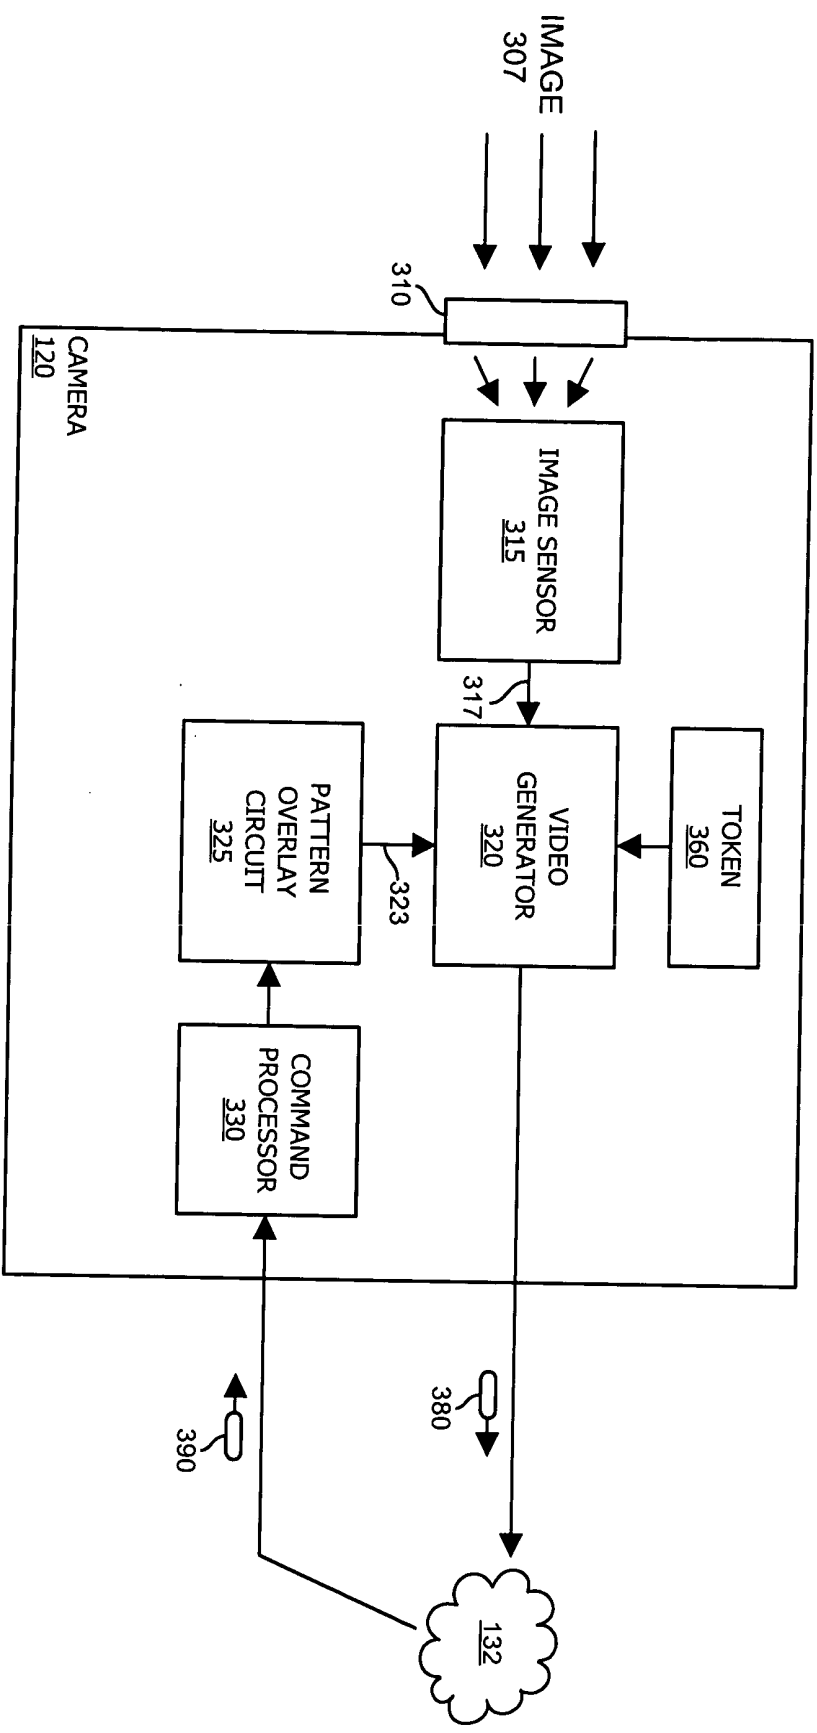 IMAGE
307
310
CAMERA
120
IMAGE SENSOR
315
317
TOKEN
360
VIDEO
GENERATOR
320
323
PATTERN
OVERLAY
CIRCUIT
325
COMMAND
PROCESSOR
330
380
390
132